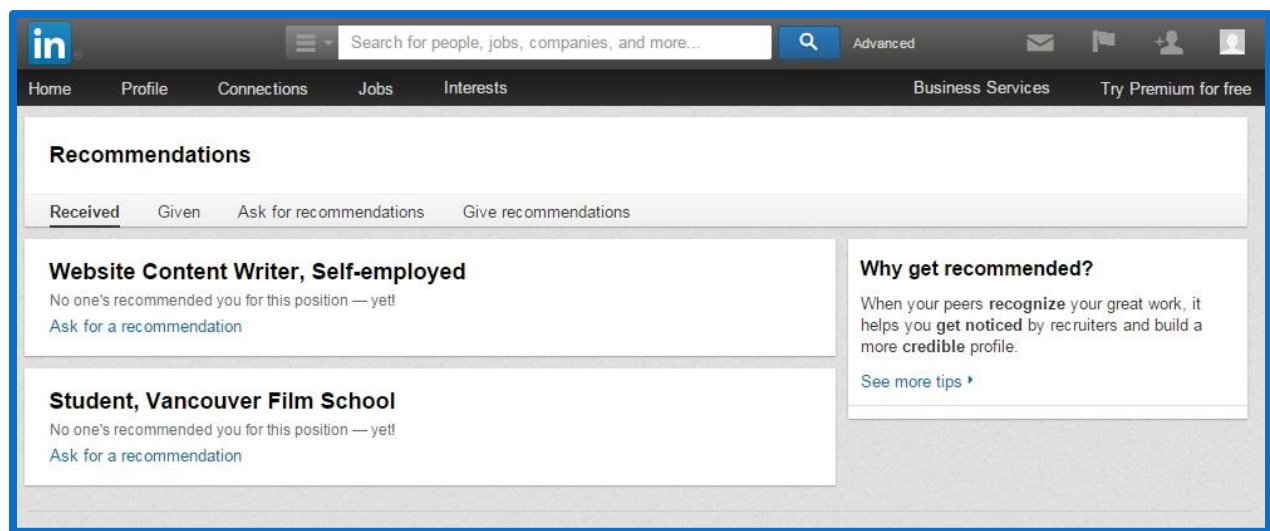 in
Search for people, jobs, companies, and more...
Advanced
Home Profile Connections Jobs Interests Business Services Try Premium for free
Recommendations
Received Given Ask for recommendations Give recommendations
Website Content Writer, Self-employed
No one's recommended you for this position — yet!
Ask for a recommendation
Student, Vancouver Film School
No one's recommended you for this position — yet!
Ask for a recommendation
Why get recommended?
When your peers recognize your great work, it
helps you get noticed by recruiters and build a
more credible profile.
See more tips